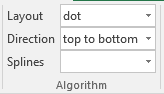 Layout dot
Direction top to bottom
Splines
Algorithm